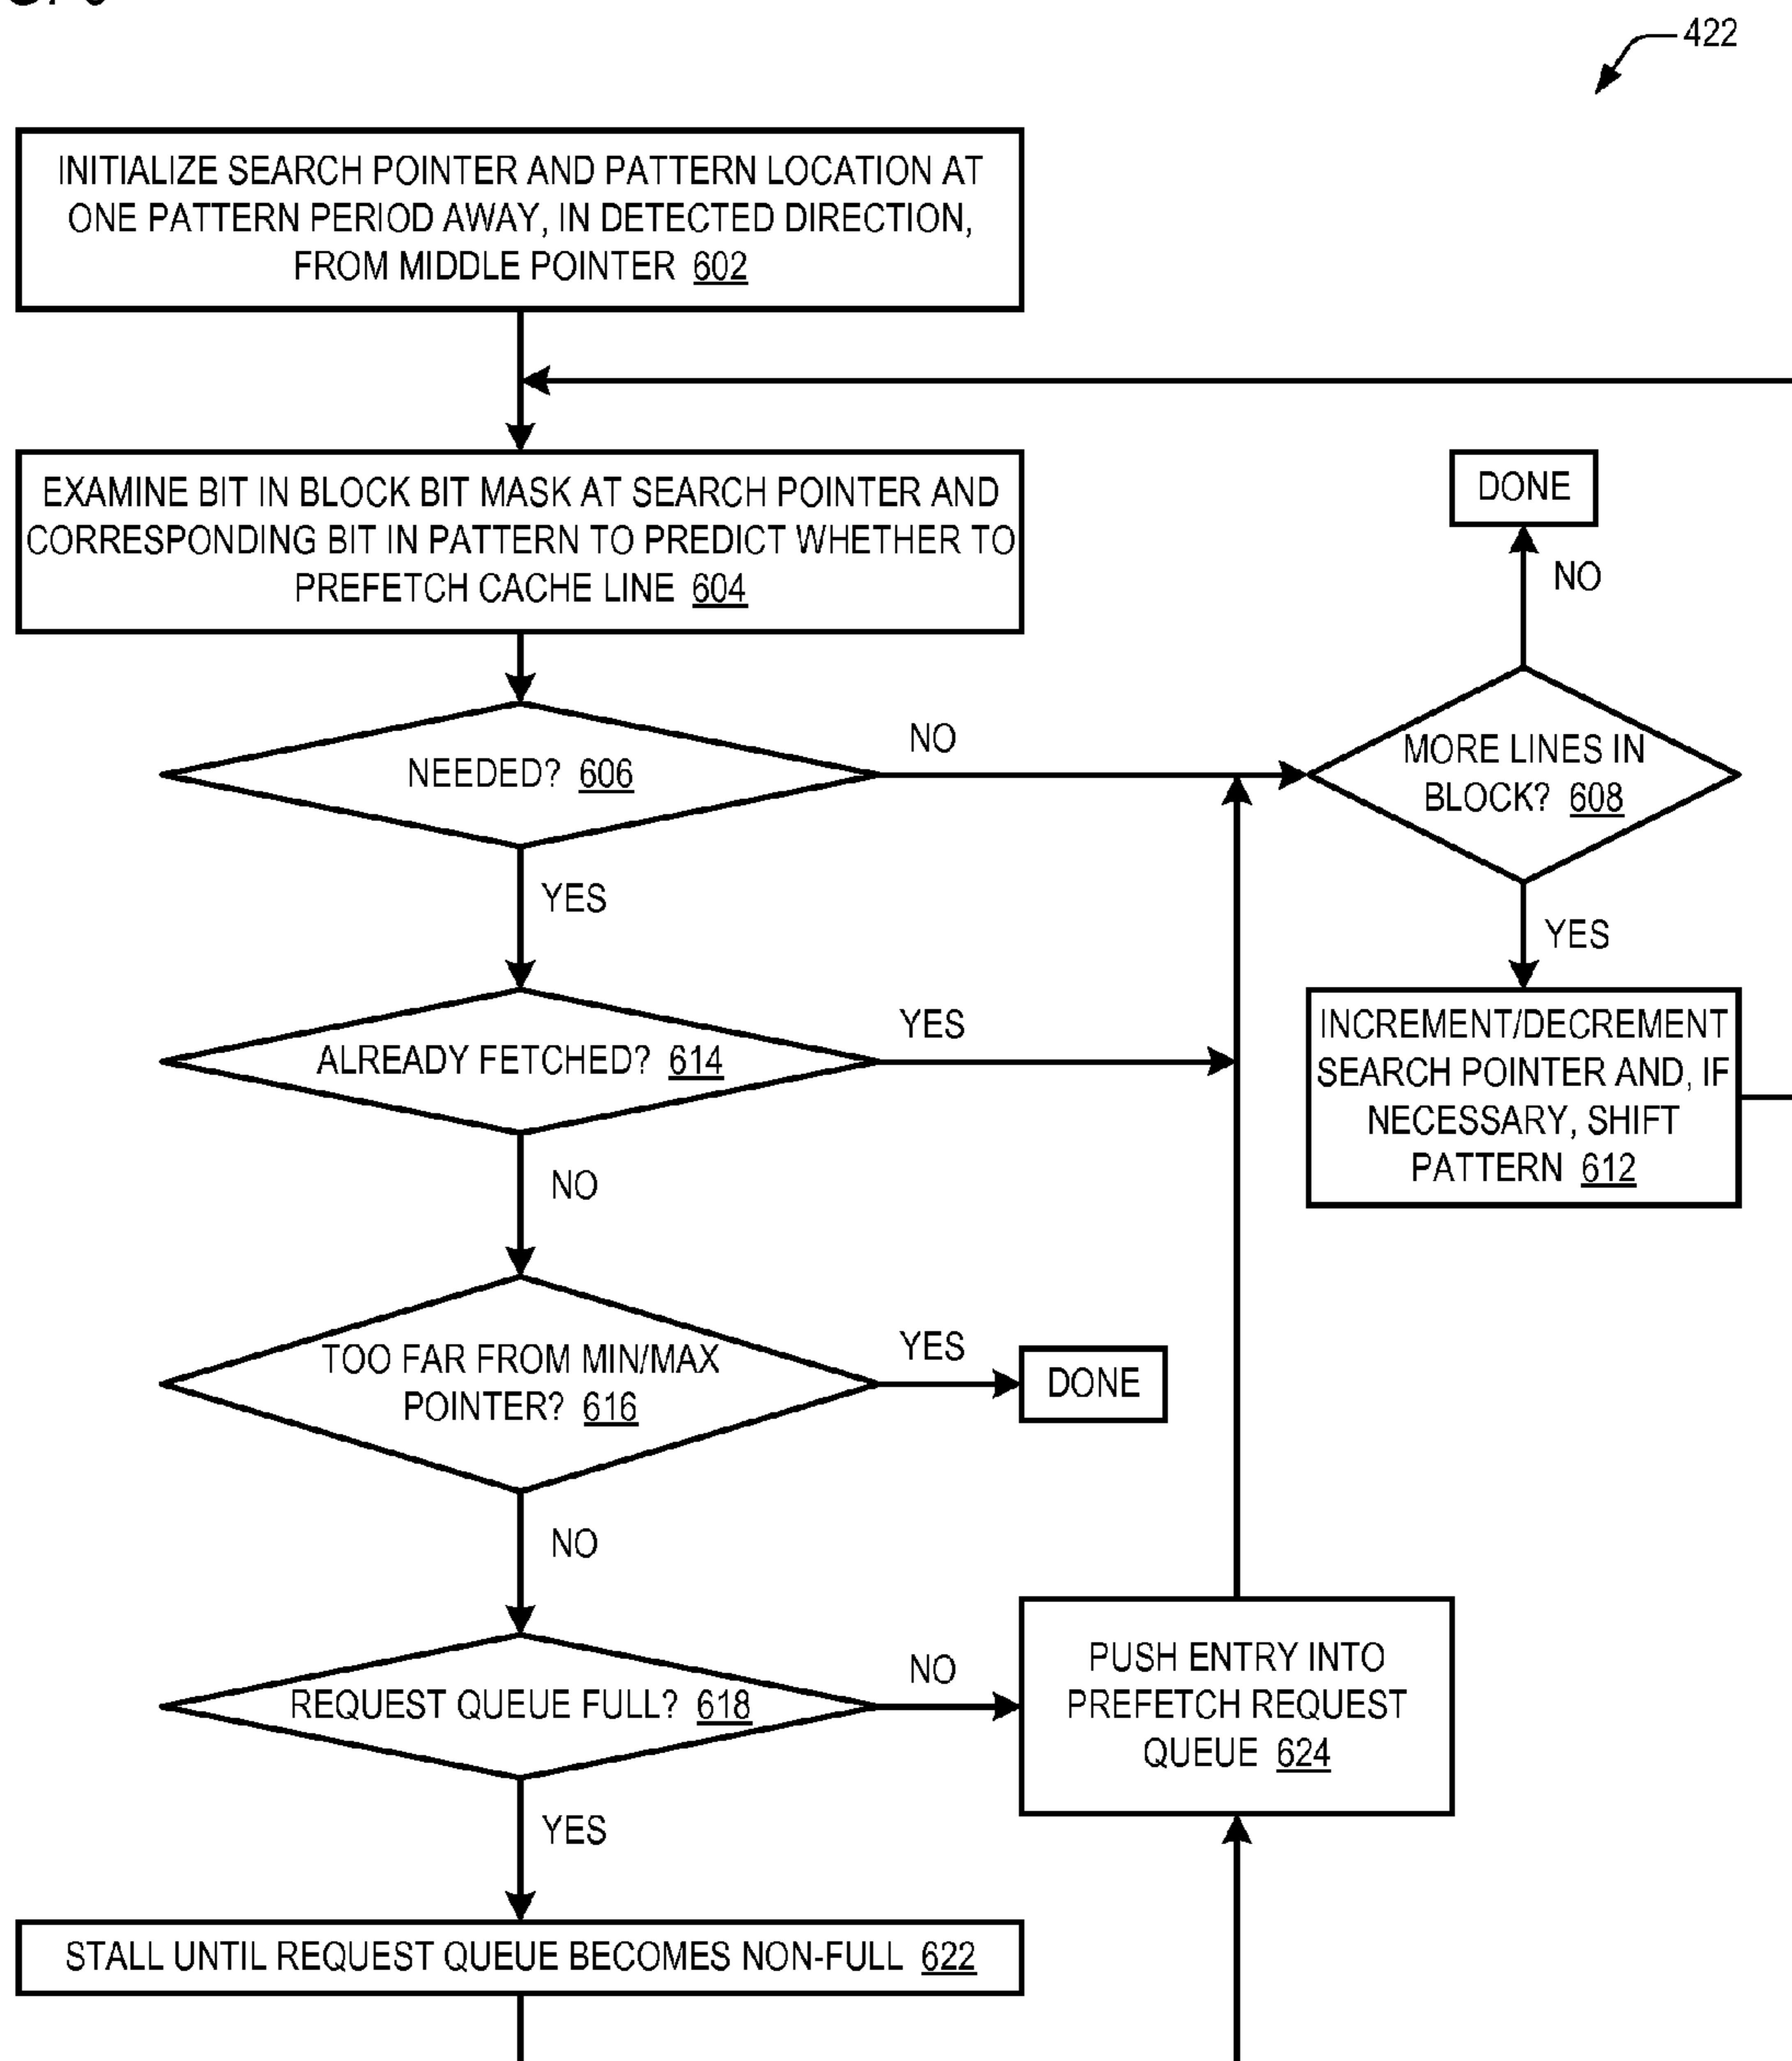 422
INITIALIZE SEARCH POINTER AND PATTERN LOCATION AT
ONE PATTERN PERIOD AWAY, IN DETECTED DIRECTION,
FROM MIDDLE POINTER 602
EXAMINE BIT IN BLOCK BIT MASK AT SEARCH POINTER AND
CORRESPONDING BIT IN PATTERN TO PREDICT WHETHER TO
PREFETCH CACHE LINE 604
DONE
NO
NEEDED? 606
NO
MORE LINES IN
BLOCK? 608
YES
YES
ALREADY FETCHED? 614
YES
INCREMENT/DECREMENT
SEARCH POINTER AND, IF
NECESSARY, SHIFT
PATTERN 612
NO
TOO FAR FROM MIN/MAX
POINTER? 616
YES
DONE
NO
REQUEST QUEUE FULL? 618
NO
PUSH ENTRY INTO
PREFETCH REQUEST
QUEUE 624
YES
STALL UNTIL REQUEST QUEUE BECOMES NON-FULL 622